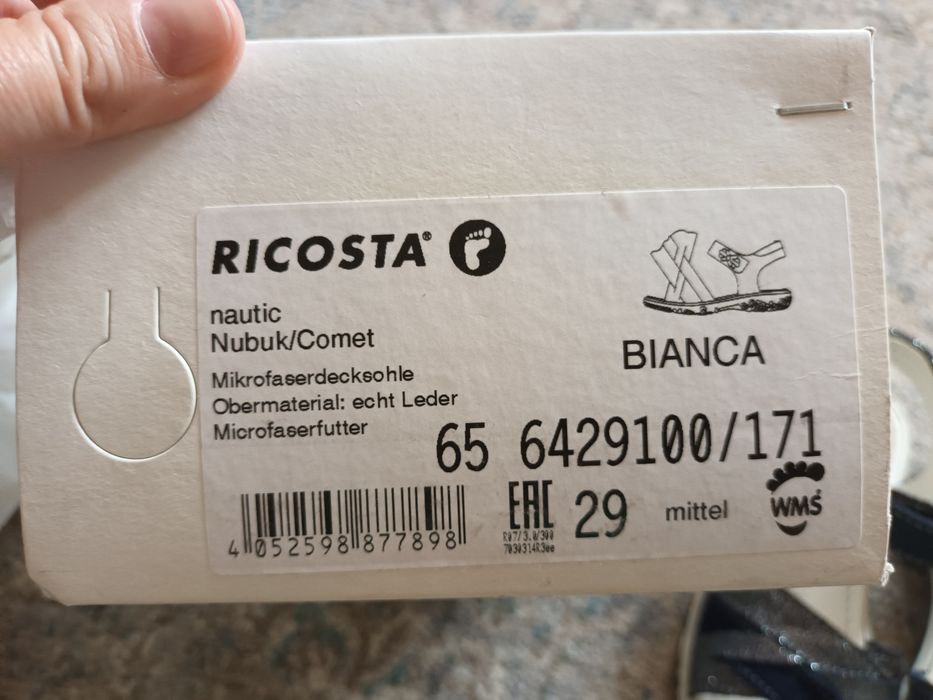 RICOSTA®
nautic
Nubuk/Comet
Mikrofaserdecksohle
Obermaterial: echt Leder
Microfaserfutter
BIANCA
65 6429100/171
4 052598 877898
EAC
29 mittel
WMS